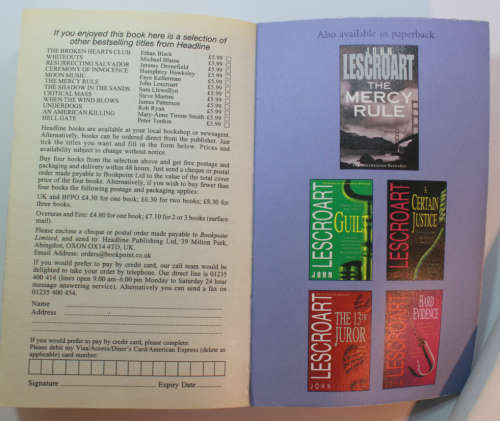 If you enjoyed this book here is a selection of
other bestselling titles from Headline
THE BROKEN HEARTS CLUB Ethan Black £5.99
WHITEOUTS Michael Blaine £5.99
RESURRECTING SALVADOR Jeremy Dronfield £5.99
CEREMONY OF INNOCENCE Humphrey Hawksley £5.99
MOON MUSIC Faye Kellerman £5.99
THE MERCY RULE John Lescroart £5.99
THE SHADOW IN THE SANDS Sam Llewellyn £5.99
CRITICAL MASS Steve Martini £5.99
WHEN THE WIND BLOWS James Patterson £5.99
UNDERDOGS Rob Ryan £5.99
AN AMERICAN KILLING Mary-Anne Tirone Smith £5.99
HELL GATE Peter Tonkin £5.99
Headline books are available at your local bookshop or newsagent.
Alternatively, books can be ordered direct from the publisher. Just
tick the titles you want and fill in the form below. Prices and
availability subject to change without notice.
Buy four books from the selection above and get free postage and
packaging and delivery within 48 hours. Just send a cheque or postal
order made payable to Bookpoint Ltd to the value of the total cover
price of the four books. Alternatively, if you wish to buy fewer than
four books the following postage and packaging applies:
UK and BFPO £4.30 for one book; £6.30 for two books; £8.30 for
three books.
Overseas and Eire: £4.80 for one book; £7.10 for 2 or 3 books (surface
mail).
Please enclose a cheque or postal order made payable to Bookpoint
Limited, and send to: Headline Publishing Ltd, 39 Milton Park,
Abingdon, OXON OX14 4TD, UK.
Email Address: orders@bookpoint.co.uk
If you would prefer to pay by credit card, our call team would be
delighted to take your order by telephone. Our direct line is 01235
400 414 (lines open 9.00 am-6.00 pm Monday to Saturday 24 hour
message answering service). Alternatively you can send a fax on
01235 400 454.
Name
Address
If you would prefer to pay by credit card, please complete:
Please debit my Visa/Access/Diner's Card/American Express (delete as
applicable) card number:
Signature Expiry Date
Also available in paperback
JOHN
LESCROART
THE
MERCY
RULE
JOHN LESCROART
GUILT
LESCROART
A
CERTAIN
JUSTICE
JOHN
JOHN LESCROART
THE 13TH
JUROR
LESCROART
HARD
EVIDENCE